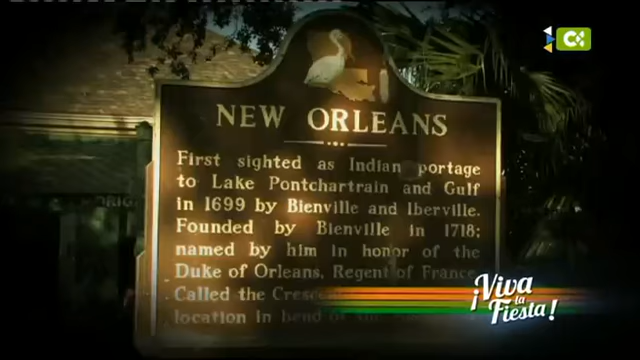 NEW ORLEANS
First sighted as Indian portage
to Lake Pontchartrain and Gulf
in 1699 by Bienville and Iberville.
Founded by Bienville in 1718;
named by him in honor of the
Duke of Orleans, Regent of France.
Called the
location in bend of
¡Viva
la
Fiesta!